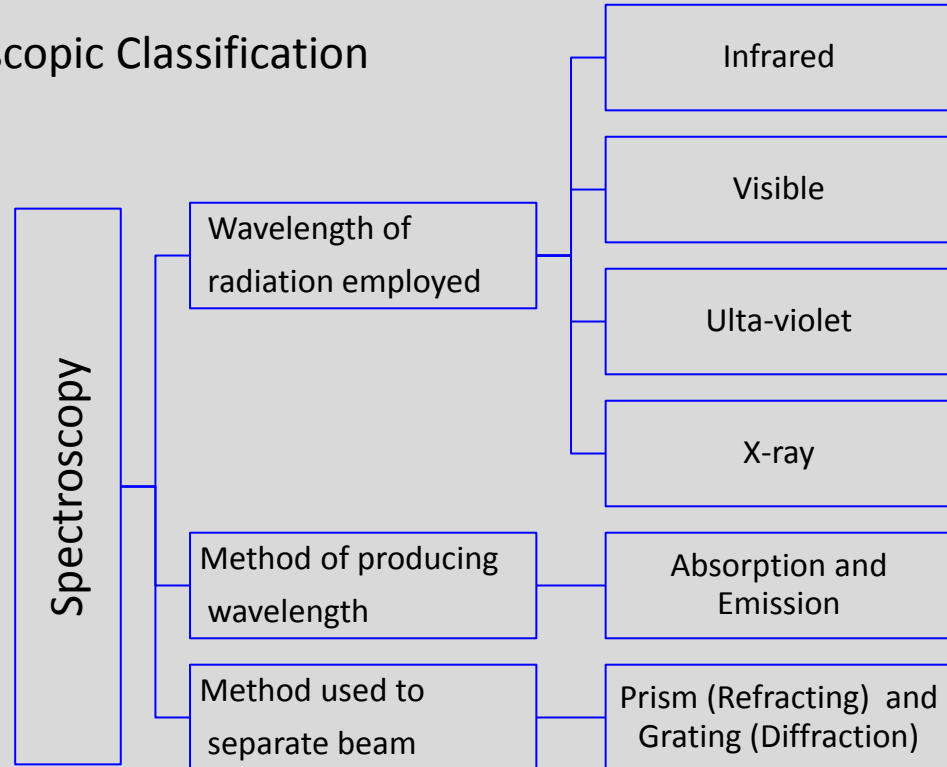 scopic Classification
Infrared
Visible
Ulta-violet
X-ray
Wavelength of
radiation employed
Spectroscopy
Method of producing
wavelength
Absorption and
Emission
Method used to
separate beam
Prism (Refracting) and
Grating (Diffraction)